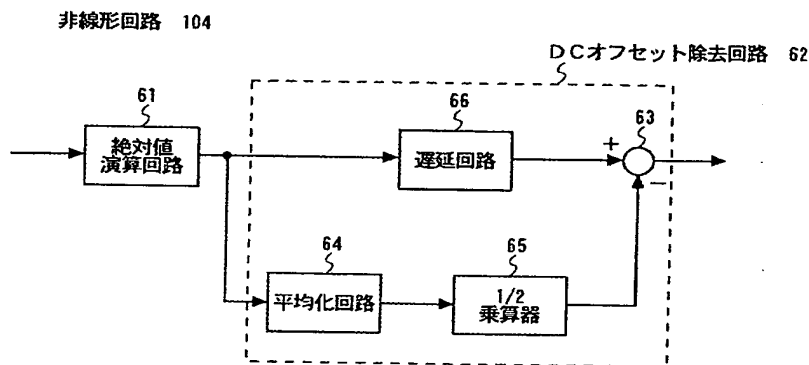 非線形回路 104
DCオフセット除去回路 62
61
絶対値
演算回路
66
遅延回路
63
+
−
64
平均化回路
65
1/2
乗算器